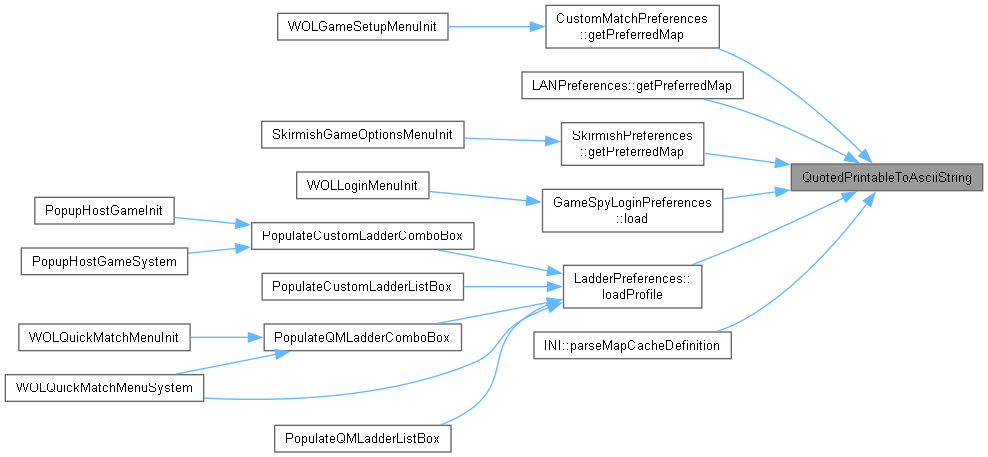 WOLGameSetupMenuInit
CustomMatchPreferences
::getPreferredMap
LANPreferences::getPreferredMap
SkirmishGameOptionsMenuInit
SkirmishPreferences
::getPreferredMap
QuotedPrintableToAsciiString
WOLLoginMenuInit
GameSpyLoginPreferences
::load
PopupHostGameInit
PopulateCustomLadderComboBox
PopupHostGameSystem
PopulateCustomLadderListBox
LadderPreferences::
loadProfile
WOLQuickMatchMenuInit
PopulateQMLadderComboBox
INI::parseMapCacheDefinition
WOLQuickMatchMenuSystem
PopulateQMLadderListBox